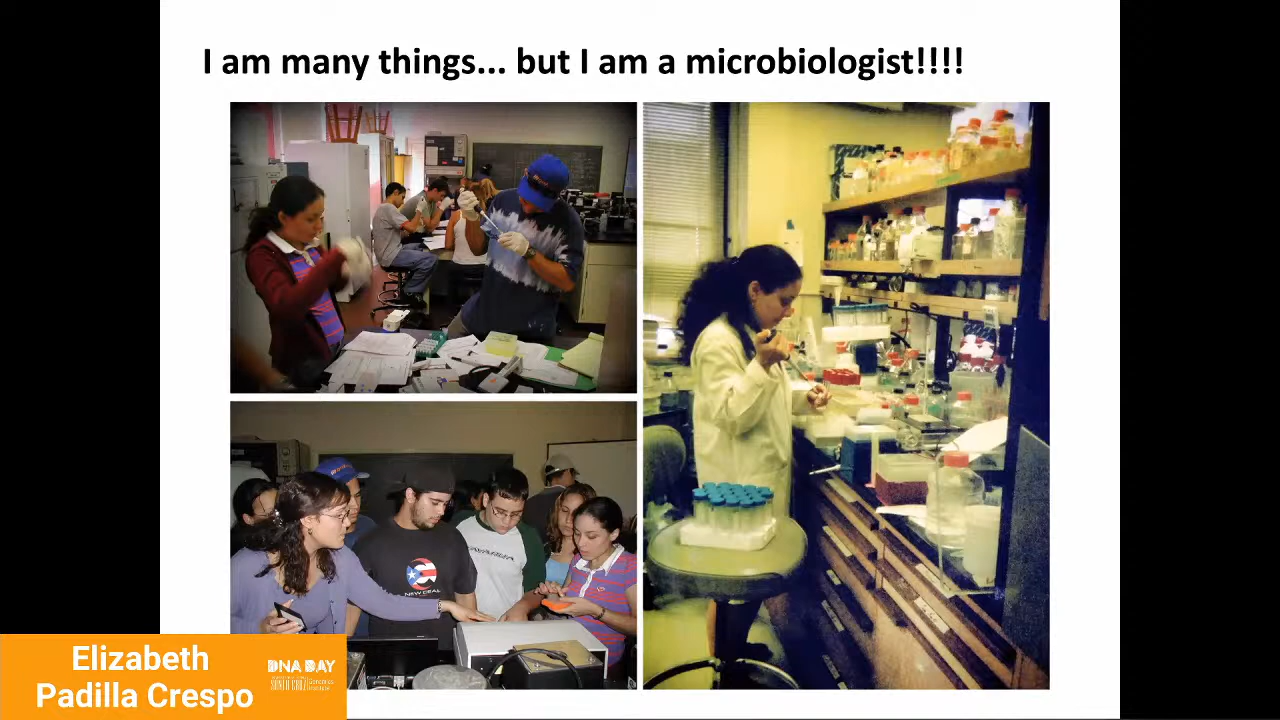 I am many things... but I am a microbiologist!!!!
NEW DEAL
Elizabeth
Padilla Crespo
DNA DAY